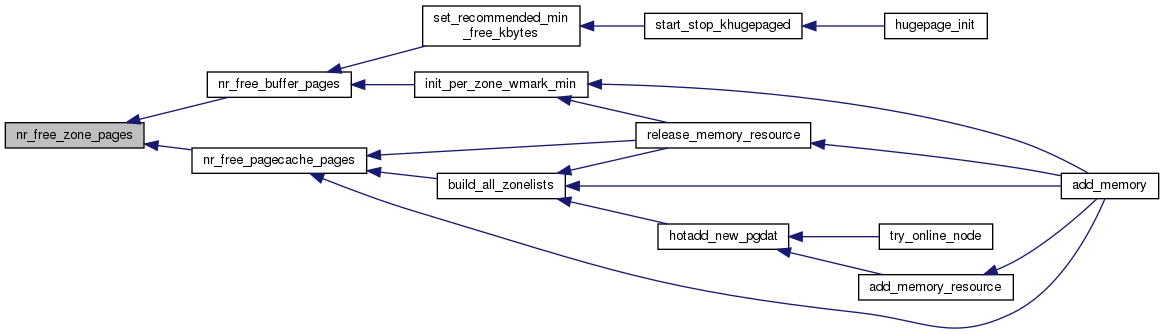 set_recommended_min
_free_kbytes
start_stop_khugepaged
hugepage_init
nr_free_buffer_pages
init_per_zone_wmark_min
nr_free_zone_pages
release_memory_resource
nr_free_pagecache_pages
build_all_zonelists
add_memory
hotadd_new_pgdat
try_online_node
add_memory_resource